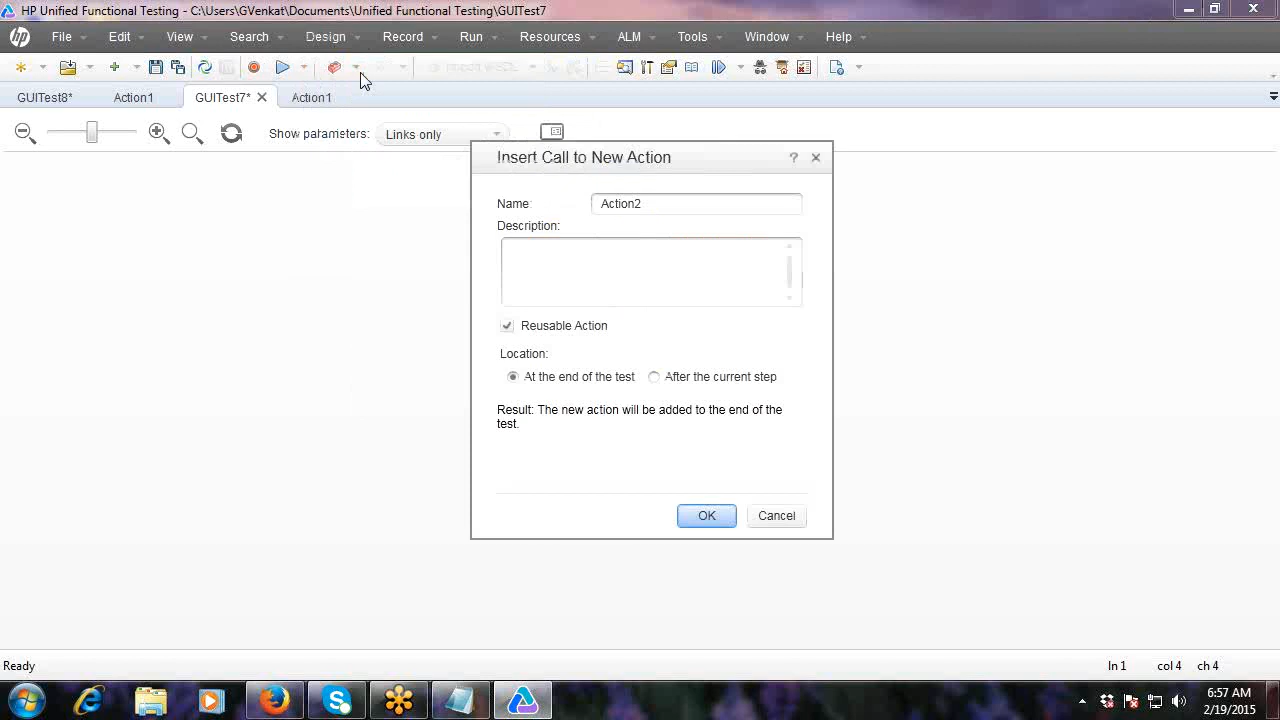 HP Unified Functional Testing - C:\Users\GVenkat\Documents\Unified Functional Testing\GUITest7
hp File Edit View Search Design Record Run Resources ALM Tools Window Help
GUITest8* Action1 GUITest7* Action1
Show parameters: Links only
Insert Call to New Action
Name: Action2
Description:
Reusable Action
Location:
At the end of the test After the current step
Result: The new action will be added to the end of the
test.
OK Cancel
Ready ln 1 col 4 ch 4
6:57 AM
2/19/2015